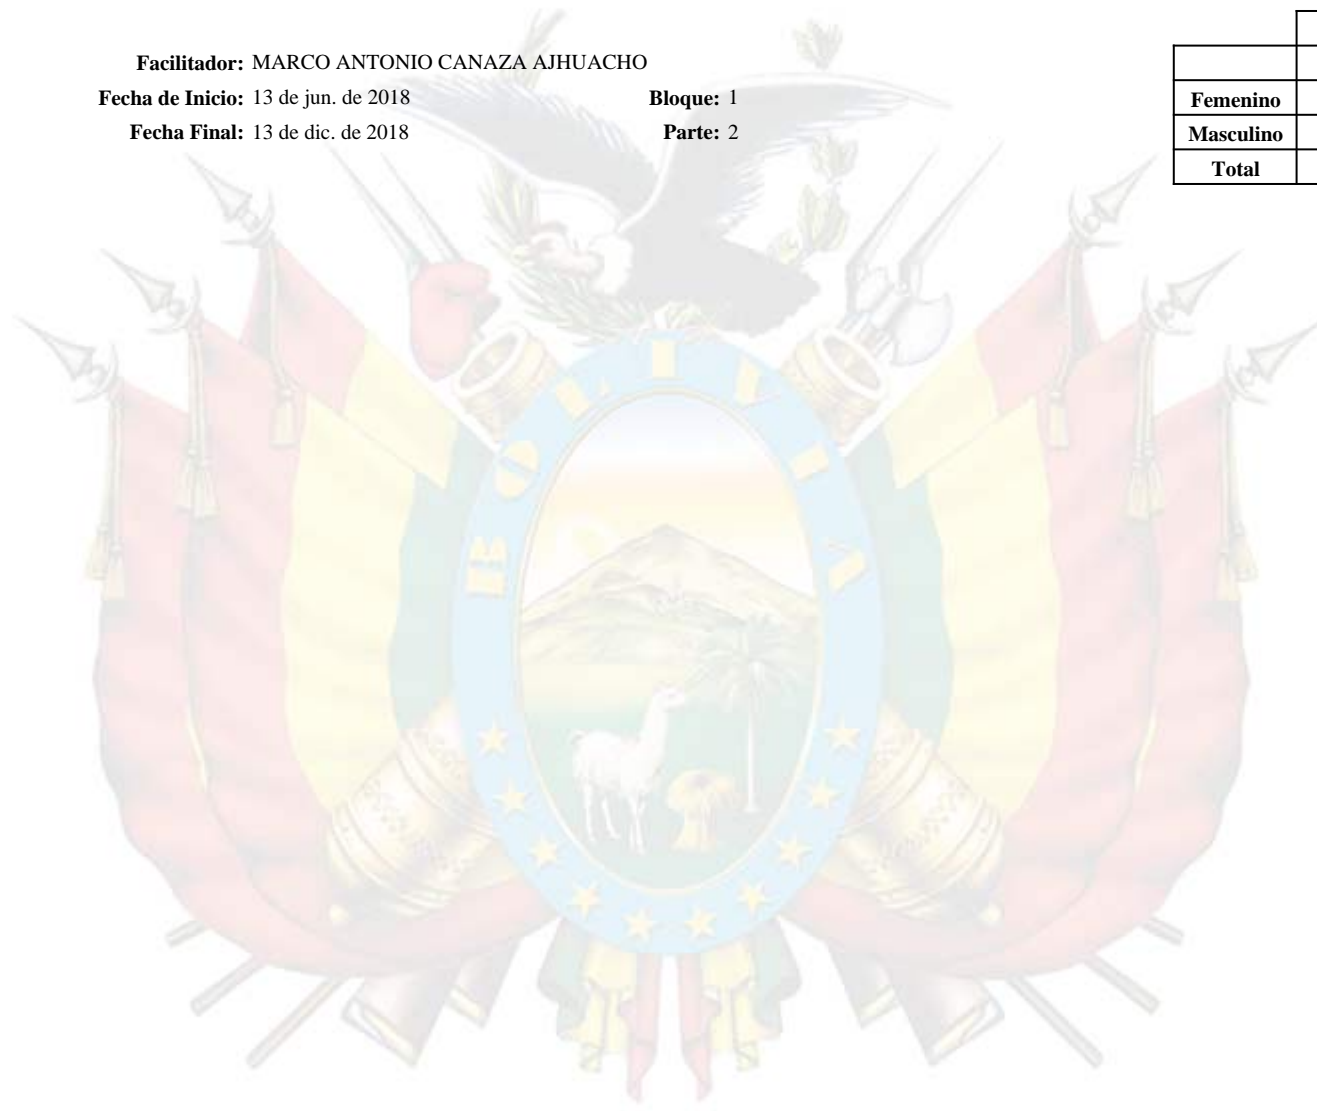 Facilitador: MARCO ANTONIO CANAZA AJHUACHO
Fecha de Inicio: 13 de jun. de 2018 Bloque: 1
Fecha Final: 13 de dic. de 2018 Parte: 2
Femenino
Masculino
Total
BOLIVIA